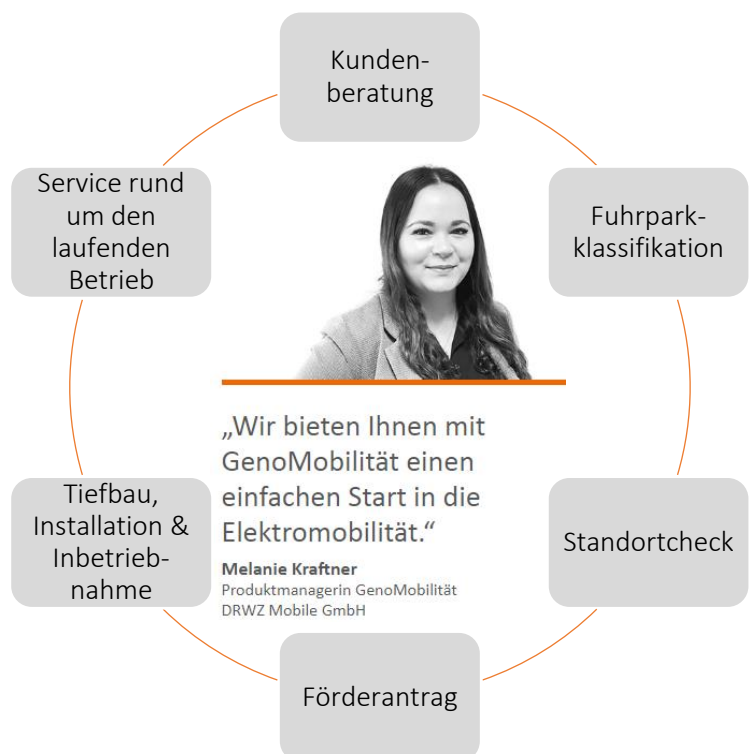 Kunden-
beratung
Fuhrpark-
klassifikation
Standortcheck
Förderantrag
Tiefbau,
Installation &
Inbetrieb-
nahme
Service rund
um den
laufenden
Betrieb
„Wir bieten Ihnen mit
GenoMobilität einen
einfachen Start in die
Elektromobilität.“
Melanie Kraftner
Produktmanagerin GenoMobilität
DRWZ Mobile GmbH